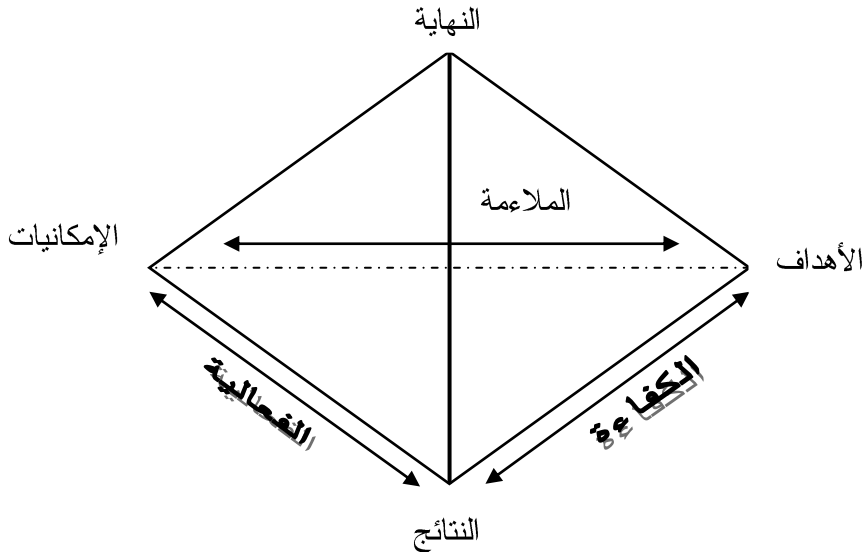 النهاية
الملاءمة
الإمكانيات
الأهداف
الفعالية
الكفاءة
النتائج